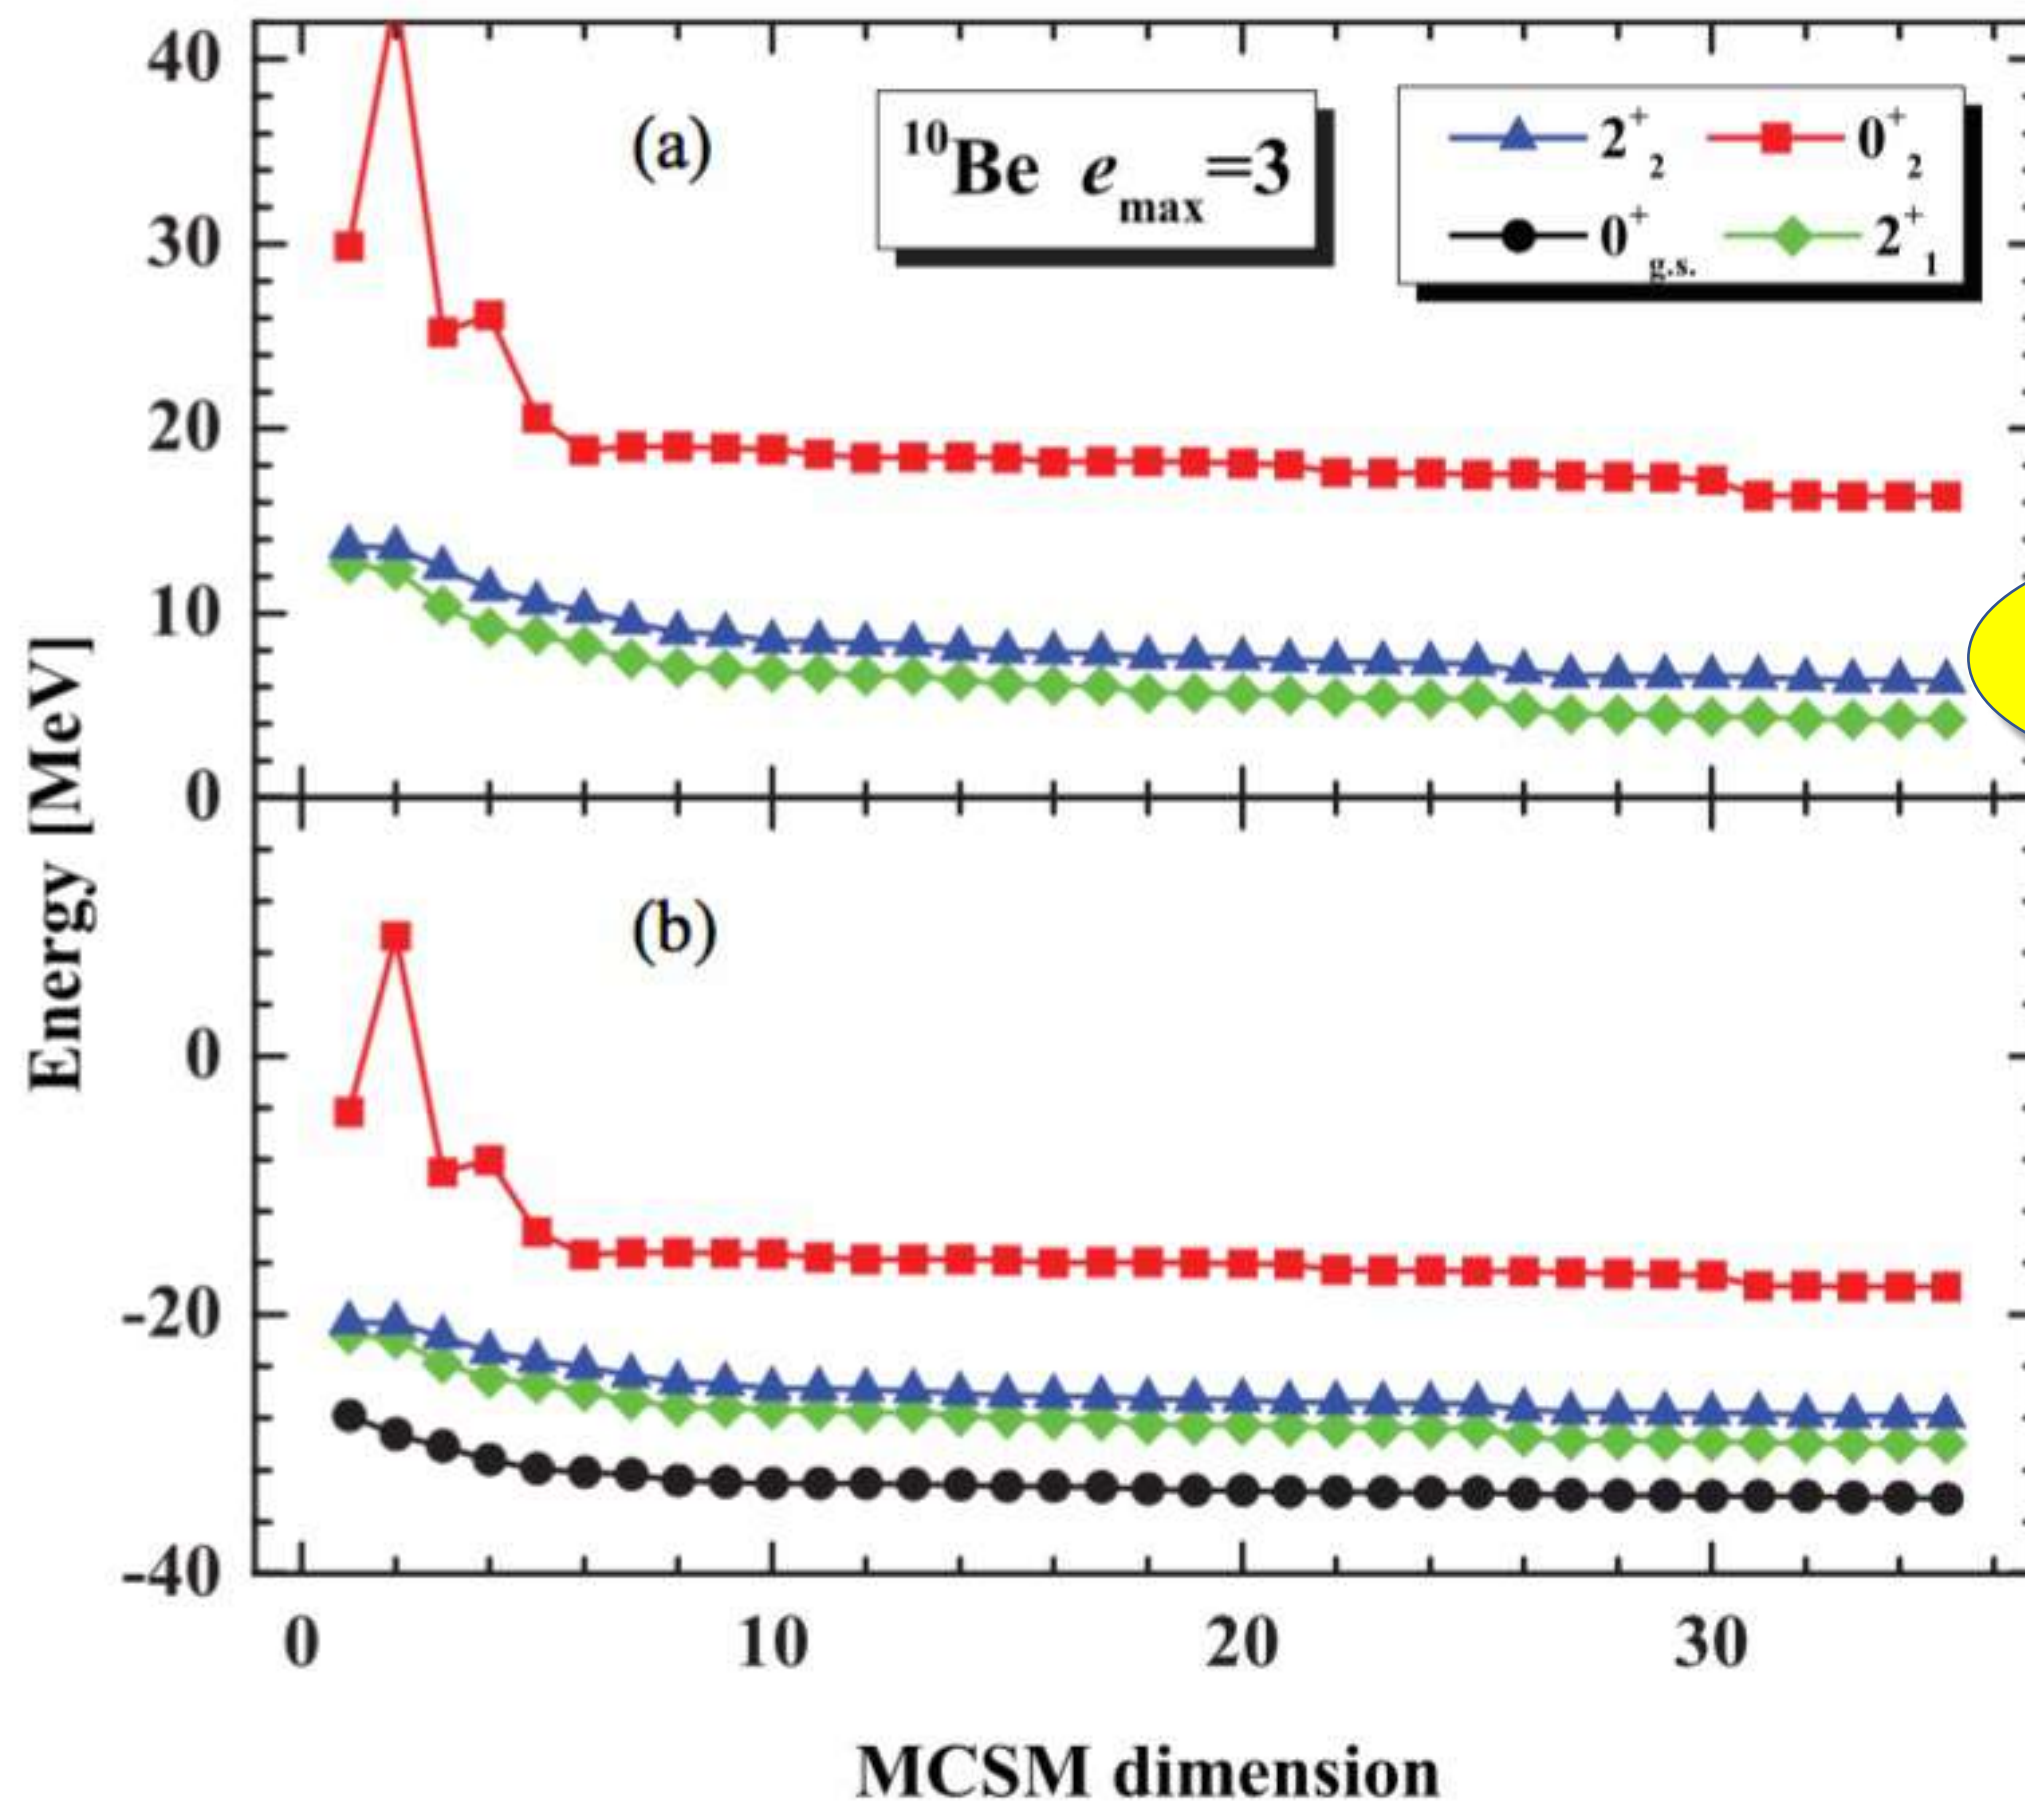 40
(a)
¹⁰Be eₘₐₓ=3
2⁺₂ 0⁺₂
0⁺g.s. 2⁺₁
30
20
10
0
Energy [MeV]
(b)
0
-20
-40
0 10 20 30
MCSM dimension